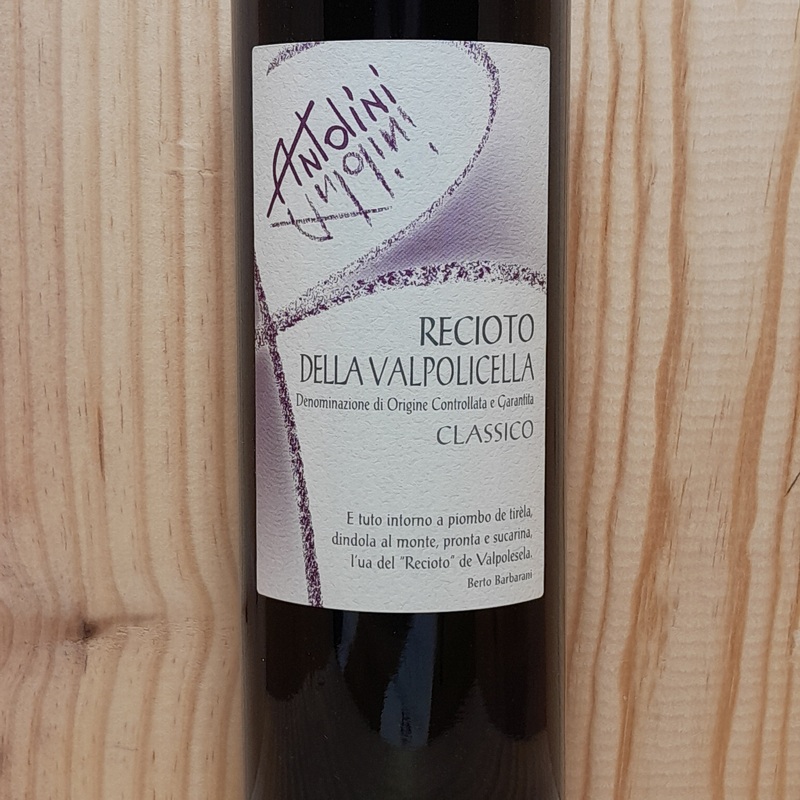 Antolini
RECIOTO
DELLA VALPOLICELLA
Denominazione di Origine Controllata e Garantita
CLASSICO
E tuto intorno a piombo de tirèla,
dindola al monte, pronta e sucarina,
l'ua del "Recioto" de Valpolesela.
Berto Barbarani